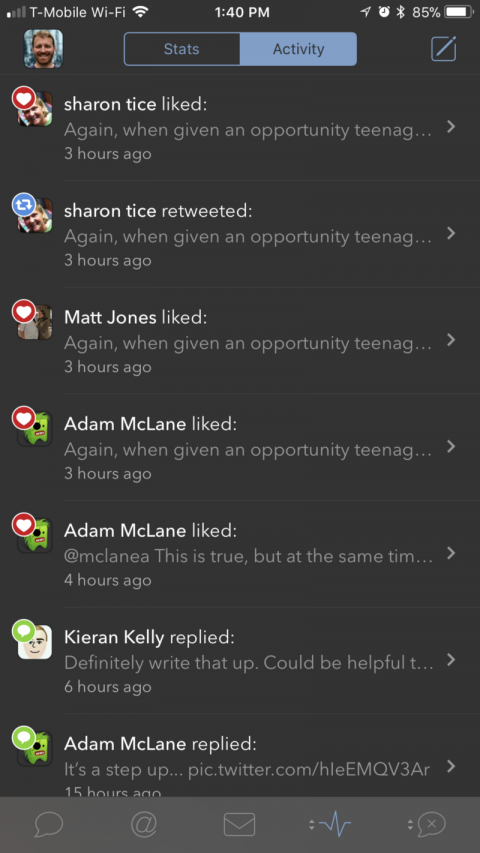 T-Mobile Wi-Fi 1:40 PM 85%
Stats Activity
sharon tice liked:
Again, when given an opportunity teenag...
3 hours ago
sharon tice retweeted:
Again, when given an opportunity teenag...
3 hours ago
Matt Jones liked:
Again, when given an opportunity teenag...
3 hours ago
Adam McLane liked:
Again, when given an opportunity teenag...
3 hours ago
Adam McLane liked:
@mclanea This is true, but at the same tim...
4 hours ago
Kieran Kelly replied:
Definitely write that up. Could be helpful t...
6 hours ago
Adam McLane replied:
It's a step up... pic.twitter.com/hIeEMQV3Ar
15 hours ago